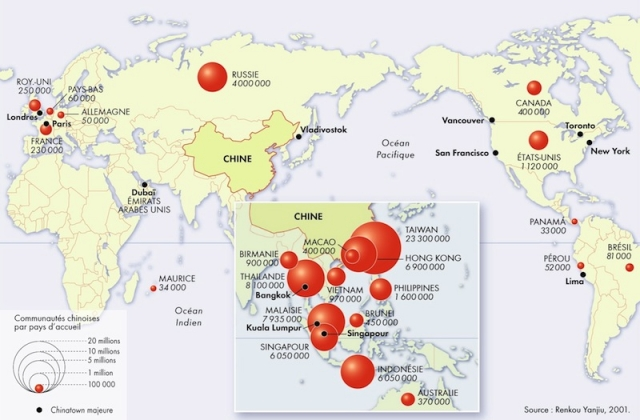 ROY-UNI
250 000
PAYS-BAS
60 000
ALLEMAGNE
50 000
Londres
Paris
FRANCE
230 000
RUSSIE
4 000 000
CHINE
Vladivostok
Dubaï
ÉMIRATS
ARABES UNIS
MAURICE
34 000
Océan
Indien
Océan
Pacifique
Vancouver
San Francisco
CANADA
400 000
Toronto
New York
ÉTATS-UNIS
1 120 000
PANAMÁ
33 000
PÉROU
52 000
Lima
BRÉSIL
81 000
CHINE
MACAO
400 000
TAIWAN
23 300 000
HONG KONG
6 900 000
BIRMANIE
900 000
THAÏLANDE
8 100 000
Bangkok
VIETNAM
970 000
PHILIPPINES
1 600 000
MALAISIE
7 935 000
Kuala Lumpur
BRUNEI
450 000
Singapour
SINGAPOUR
6 050 000
INDONÉSIE
6 050 000
AUSTRALIE
370 000
Communautés chinoises
par pays d'accueil
20 millions
10 millions
5 millions
1 million
100 000
Chinatown majeure
Source : Renkou Yanjiu, 2001.